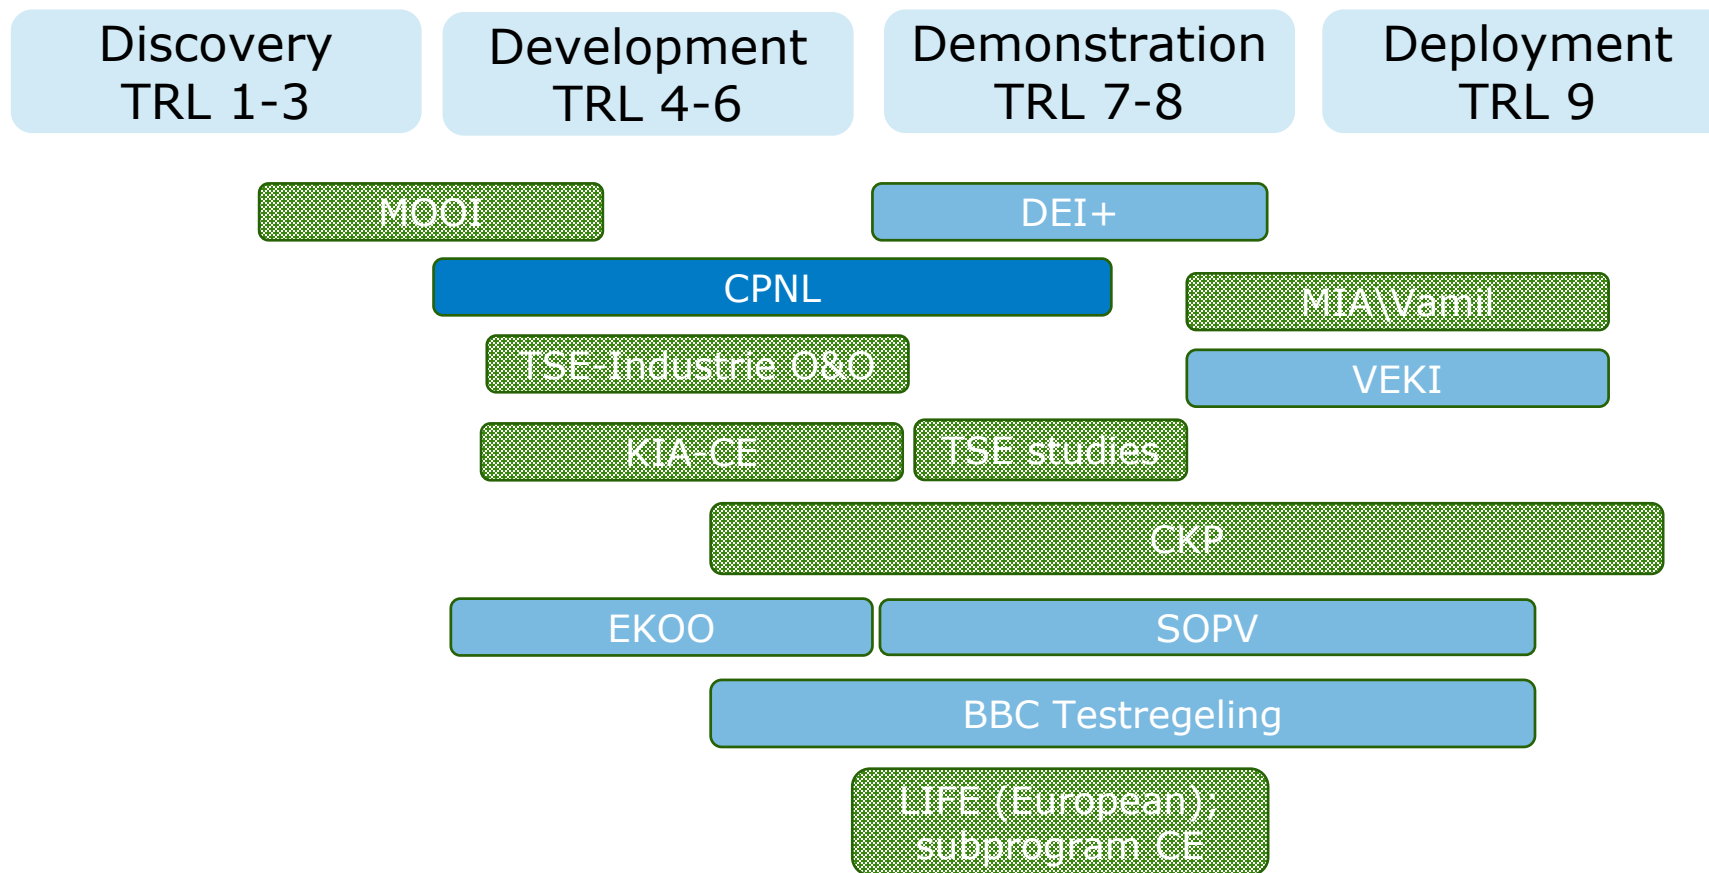 Discovery
TRL 1-3
Development
TRL 4-6
Demonstration
TRL 7-8
Deployment
TRL 9
MOOI
DEI+
CPNL
MIA\Vamil
TSE-Industrie O&O
VEKI
KIA-CE
TSE studies
CKP
EKOO
SOPV
BBC Testregeling
LIFE (European);
subprogram CE